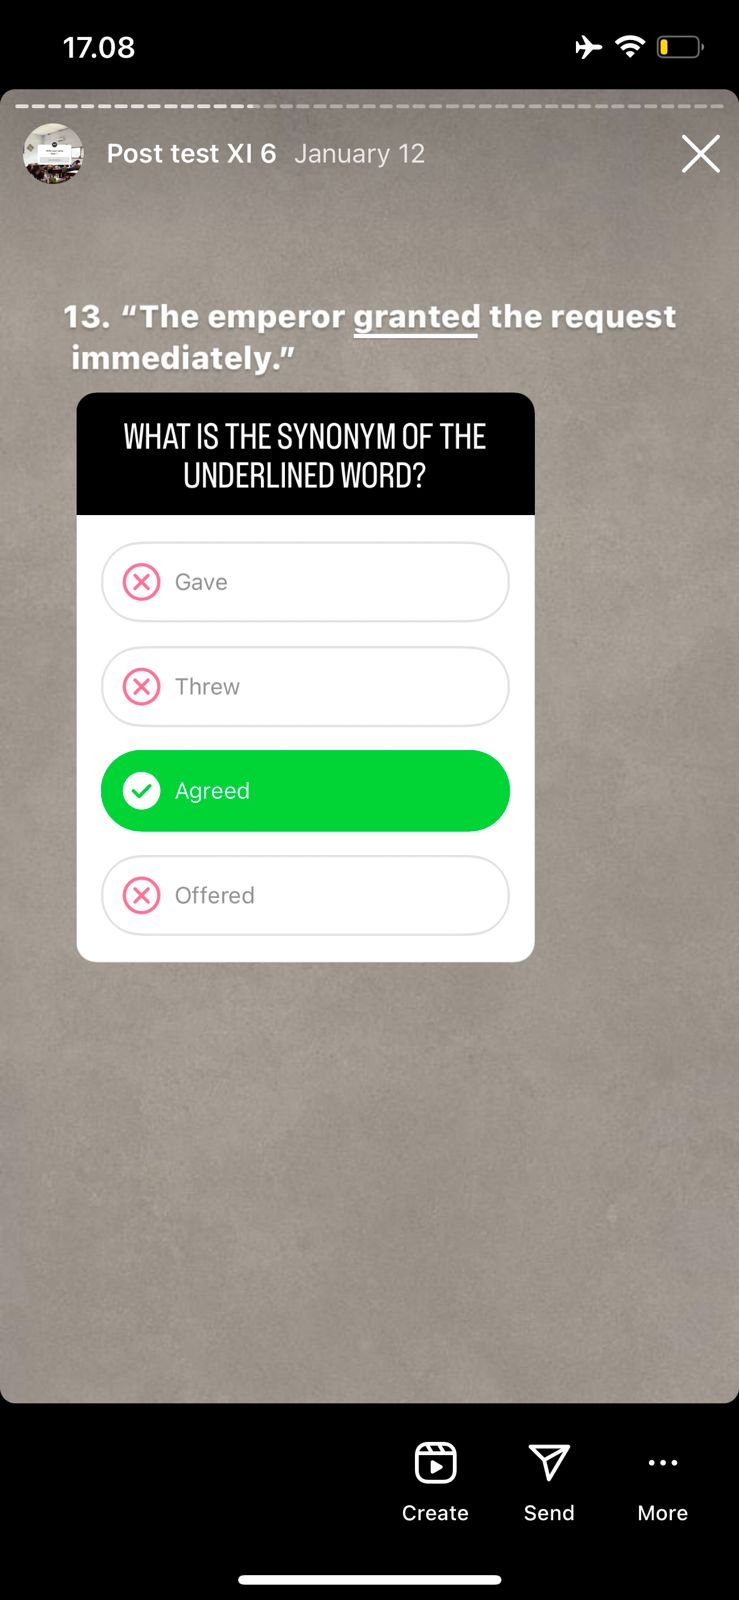 17.08
Post test XI 6 January 12
13. “The emperor granted the request
immediately.”
WHAT IS THE SYNONYM OF THE
UNDERLINED WORD?
Gave
Threw
Agreed
Offered
Create Send More